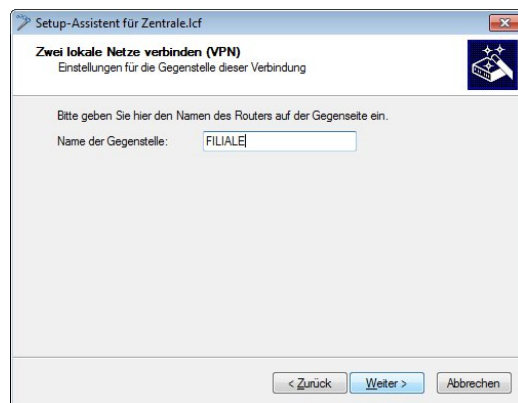 Setup-Assistent für Zentrale.lcf
Zwei lokale Netze verbinden (VPN)
Einstellungen für die Gegenstelle dieser Verbindung
Bitte geben Sie hier den Namen des Routers auf der Gegenseite ein.
Name der Gegenstelle: FILIALE
< Zurück Weiter > Abbrechen